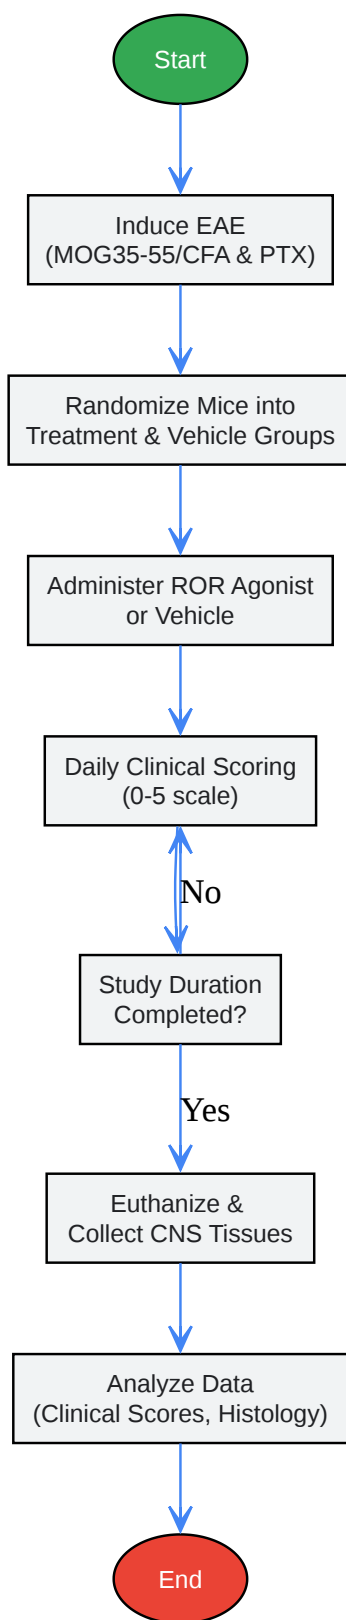 Start
Induce EAE
(MOG35-55/CFA & PTX)
Randomize Mice into
Treatment & Vehicle Groups
Administer ROR Agonist
or Vehicle
Daily Clinical Scoring
(0-5 scale)
No
Study Duration
Completed?
Yes
Euthanize &
Collect CNS Tissues
Analyze Data
(Clinical Scores, Histology)
End